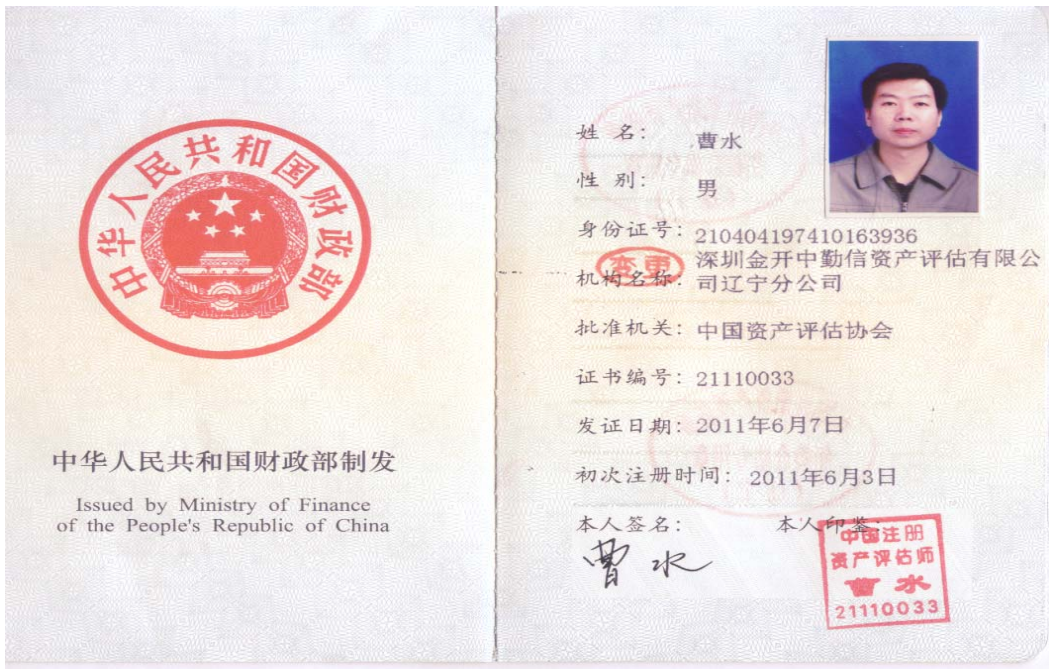 中华人民共和国财政部
中华人民共和国财政部制发
Issued by Ministry of Finance
of the People's Republic of China
姓 名: 曹水
性 别: 男
身份证号: 210404197410163936
变更
机构名称: 深圳金开中勤信资产评估有限公
司辽宁分公司
批准机关: 中国资产评估协会
证书编号: 21110033
发证日期: 2011年6月7日
初次注册时间: 2011年6月3日
本人签名: 本人印鉴:
曹水
中国注册
资产评估师
曹水
21110033